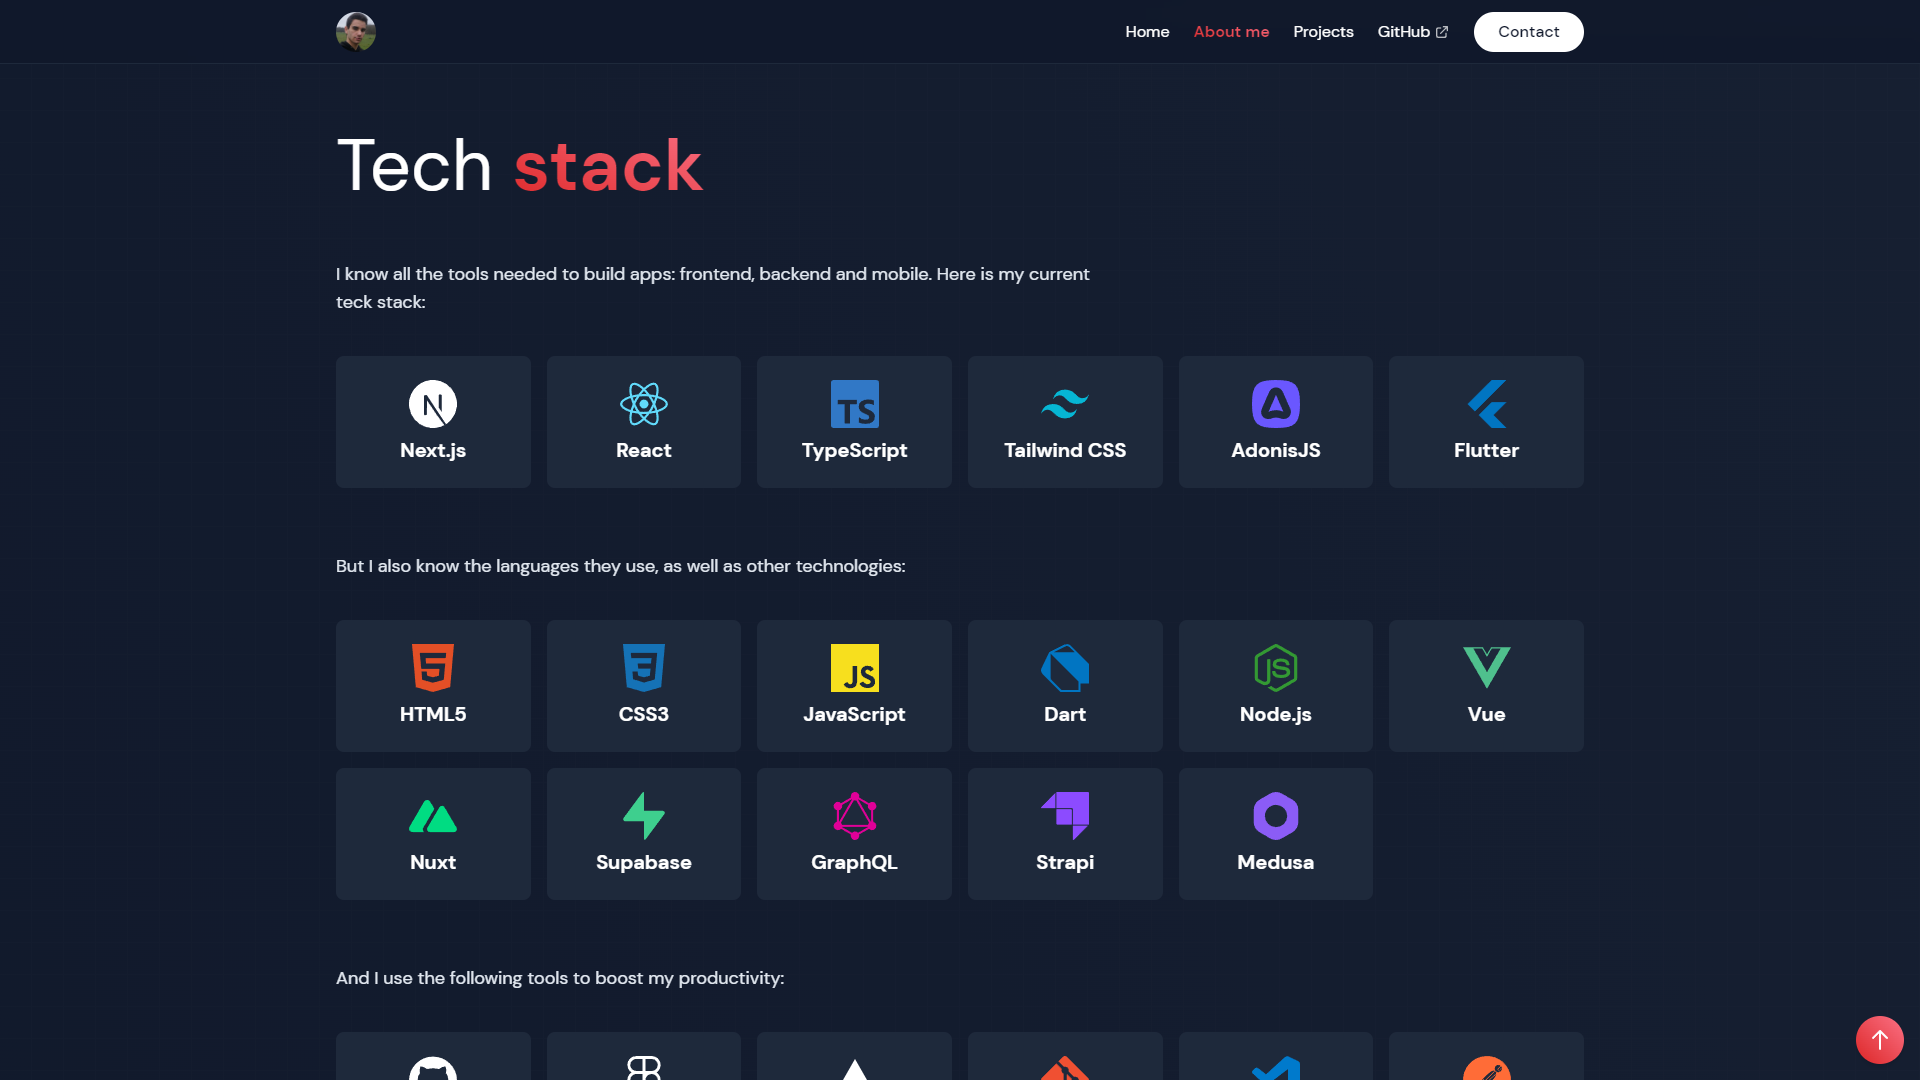 Home About me Projects GitHub Contact
Tech stack
I know all the tools needed to build apps: frontend, backend and mobile. Here is my current
teck stack:
N
TS
Next.js React TypeScript Tailwind CSS AdonisJS Flutter
But I also know the languages they use, as well as other technologies:
5 3 JS JS
HTML5 CSS3 JavaScript Dart Node.js Vue
Nuxt Supabase GraphQL Strapi Medusa
And I use the following tools to boost my productivity: